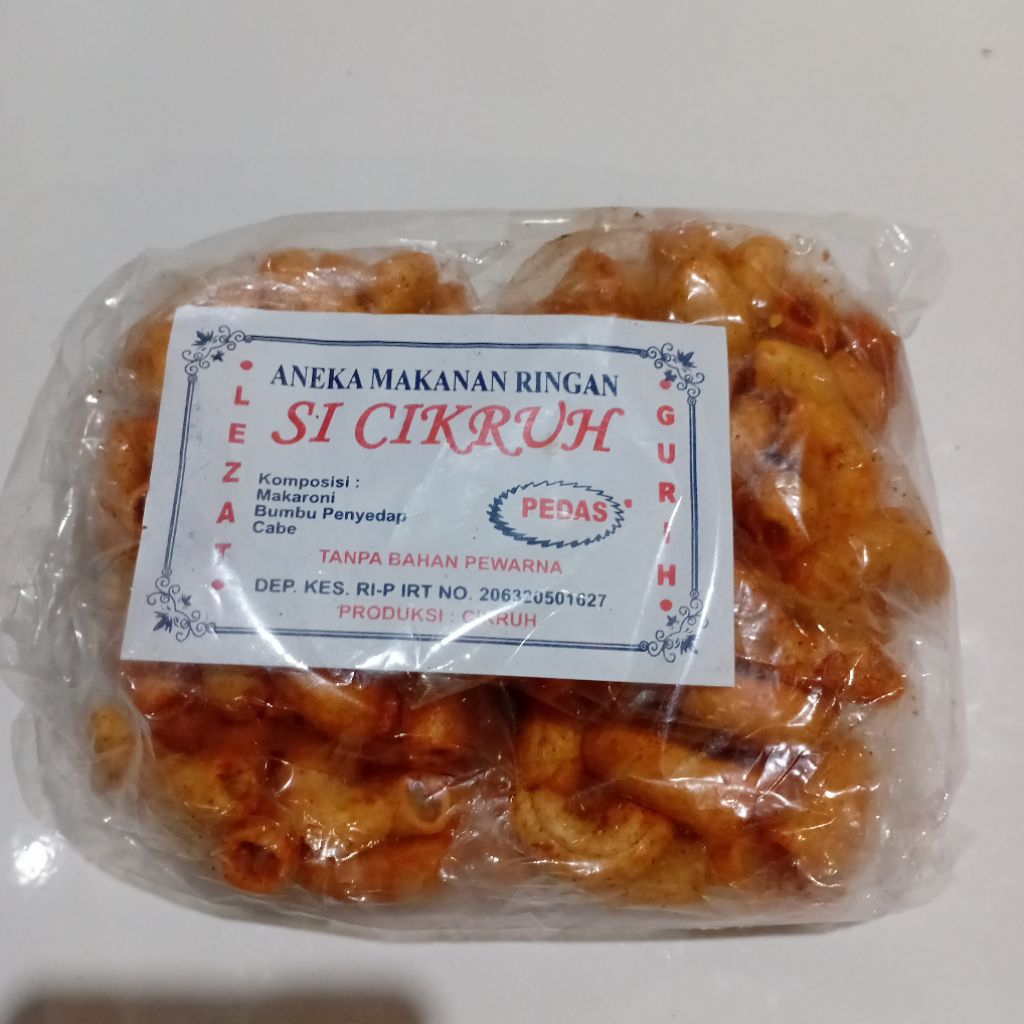 ANEKA MAKANAN RINGAN
SI CIKRUH
LEZAT
GURIH
Komposisi :
Makaroni
Bumbu Penyedap
Cabe
PEDAS
TANPA BAHAN PEWARNA
DEP. KES. RI-P IRT NO. 206320501627
PRODUKSI : CIKRUH